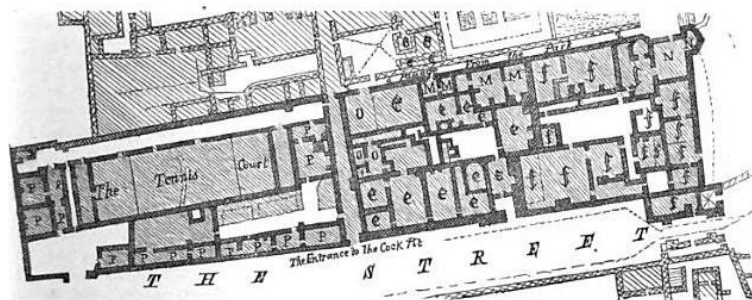 e e
e e
M M M M f f f N
O e e e f
P P O O e f f f
P P The Tennis Court P e f f f f f
P P e e e e e f f f
P P P P P P P P
The Entrance to the Cock Pit
THE STREET